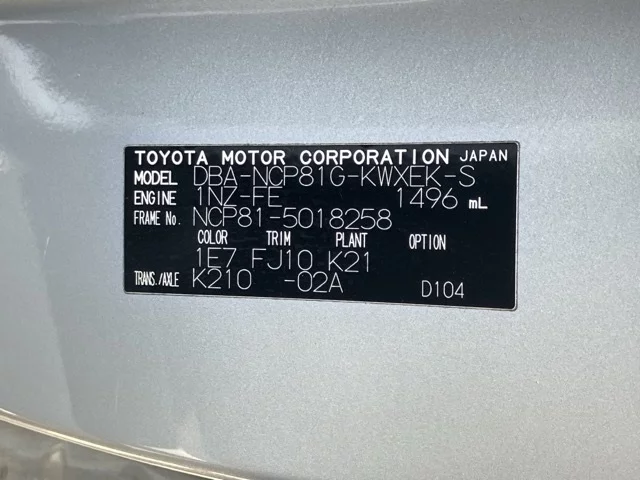 TOYOTA MOTOR CORPORATION JAPAN
MODEL DBA-NCP81G-KWXEK-S
ENGINE 1NZ-FE 1496 mL
FRAME No. NCP81-5018258
COLOR TRIM PLANT OPTION
1E7 FJ10 K21
TRANS./AXLE K210 -02A D104